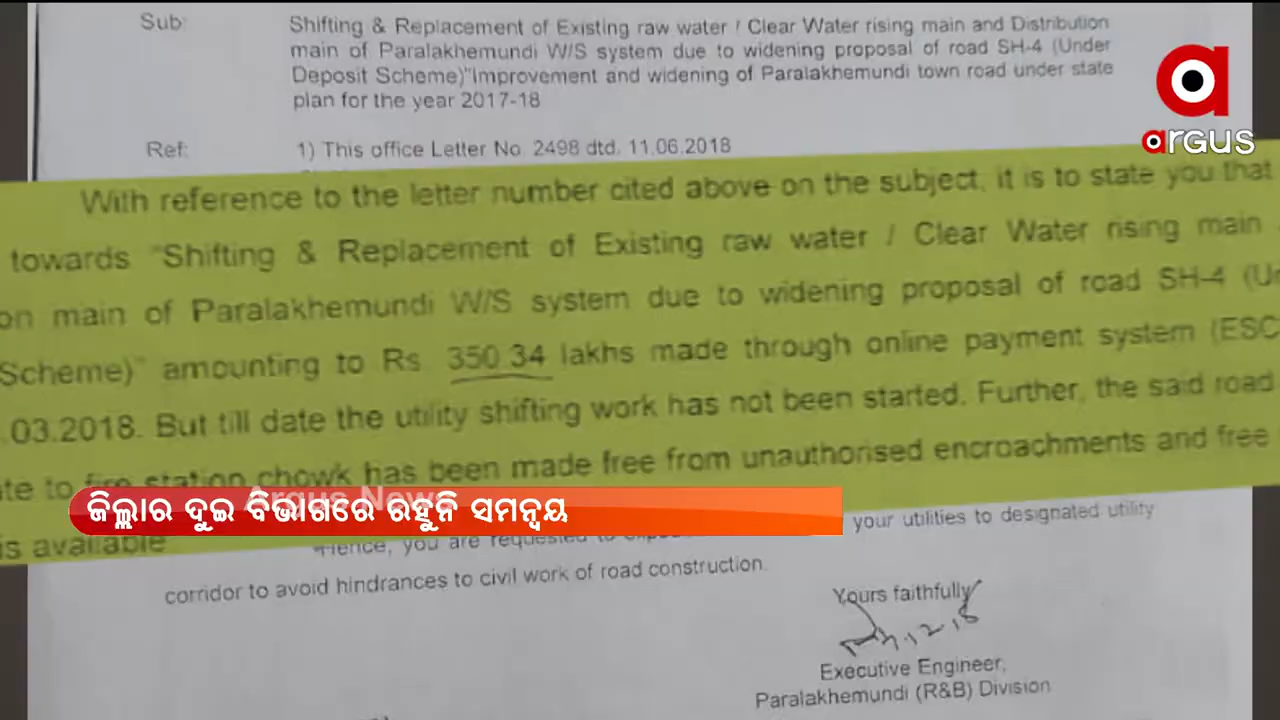 Sub:
Shifting & Replacement of Existing raw water / Clear Water rising main and Distribution
main of Paralakhemundi W/S system due to widening proposal of road SH-4 (Under
Deposit Scheme)"Improvement and widening of Paralakhemundi town road under state
plan for the year 2017-18
Ref:
1) This office Letter No. 2498 dtd. 11.06.2018
argus
With reference to the letter number cited above on the subject, it is to state you that
towards "Shifting & Replacement of Existing raw water / Clear Water rising main
on main of Paralakhemundi W/S system due to widening proposal of road SH-4
Scheme)" amounting to Rs. 350.34 lakhs made through online payment system (ESC
.03.2018. But till date the utility shifting work has not been started. Further, the said road
to fire station chowk has been made free from unauthorised encroachments and free
is available
Argus News
ଜିଲ୍ଲାର ଦୁଇ ବିଭାଗରେ ରହୁନି ସମନ୍ୱୟ
Hence, you are requested to your utilities to designated utility
corridor to avoid hindrances to civil work of road construction.
Yours faithfully
Executive Engineer,
Paralakhemundi (R&B) Division